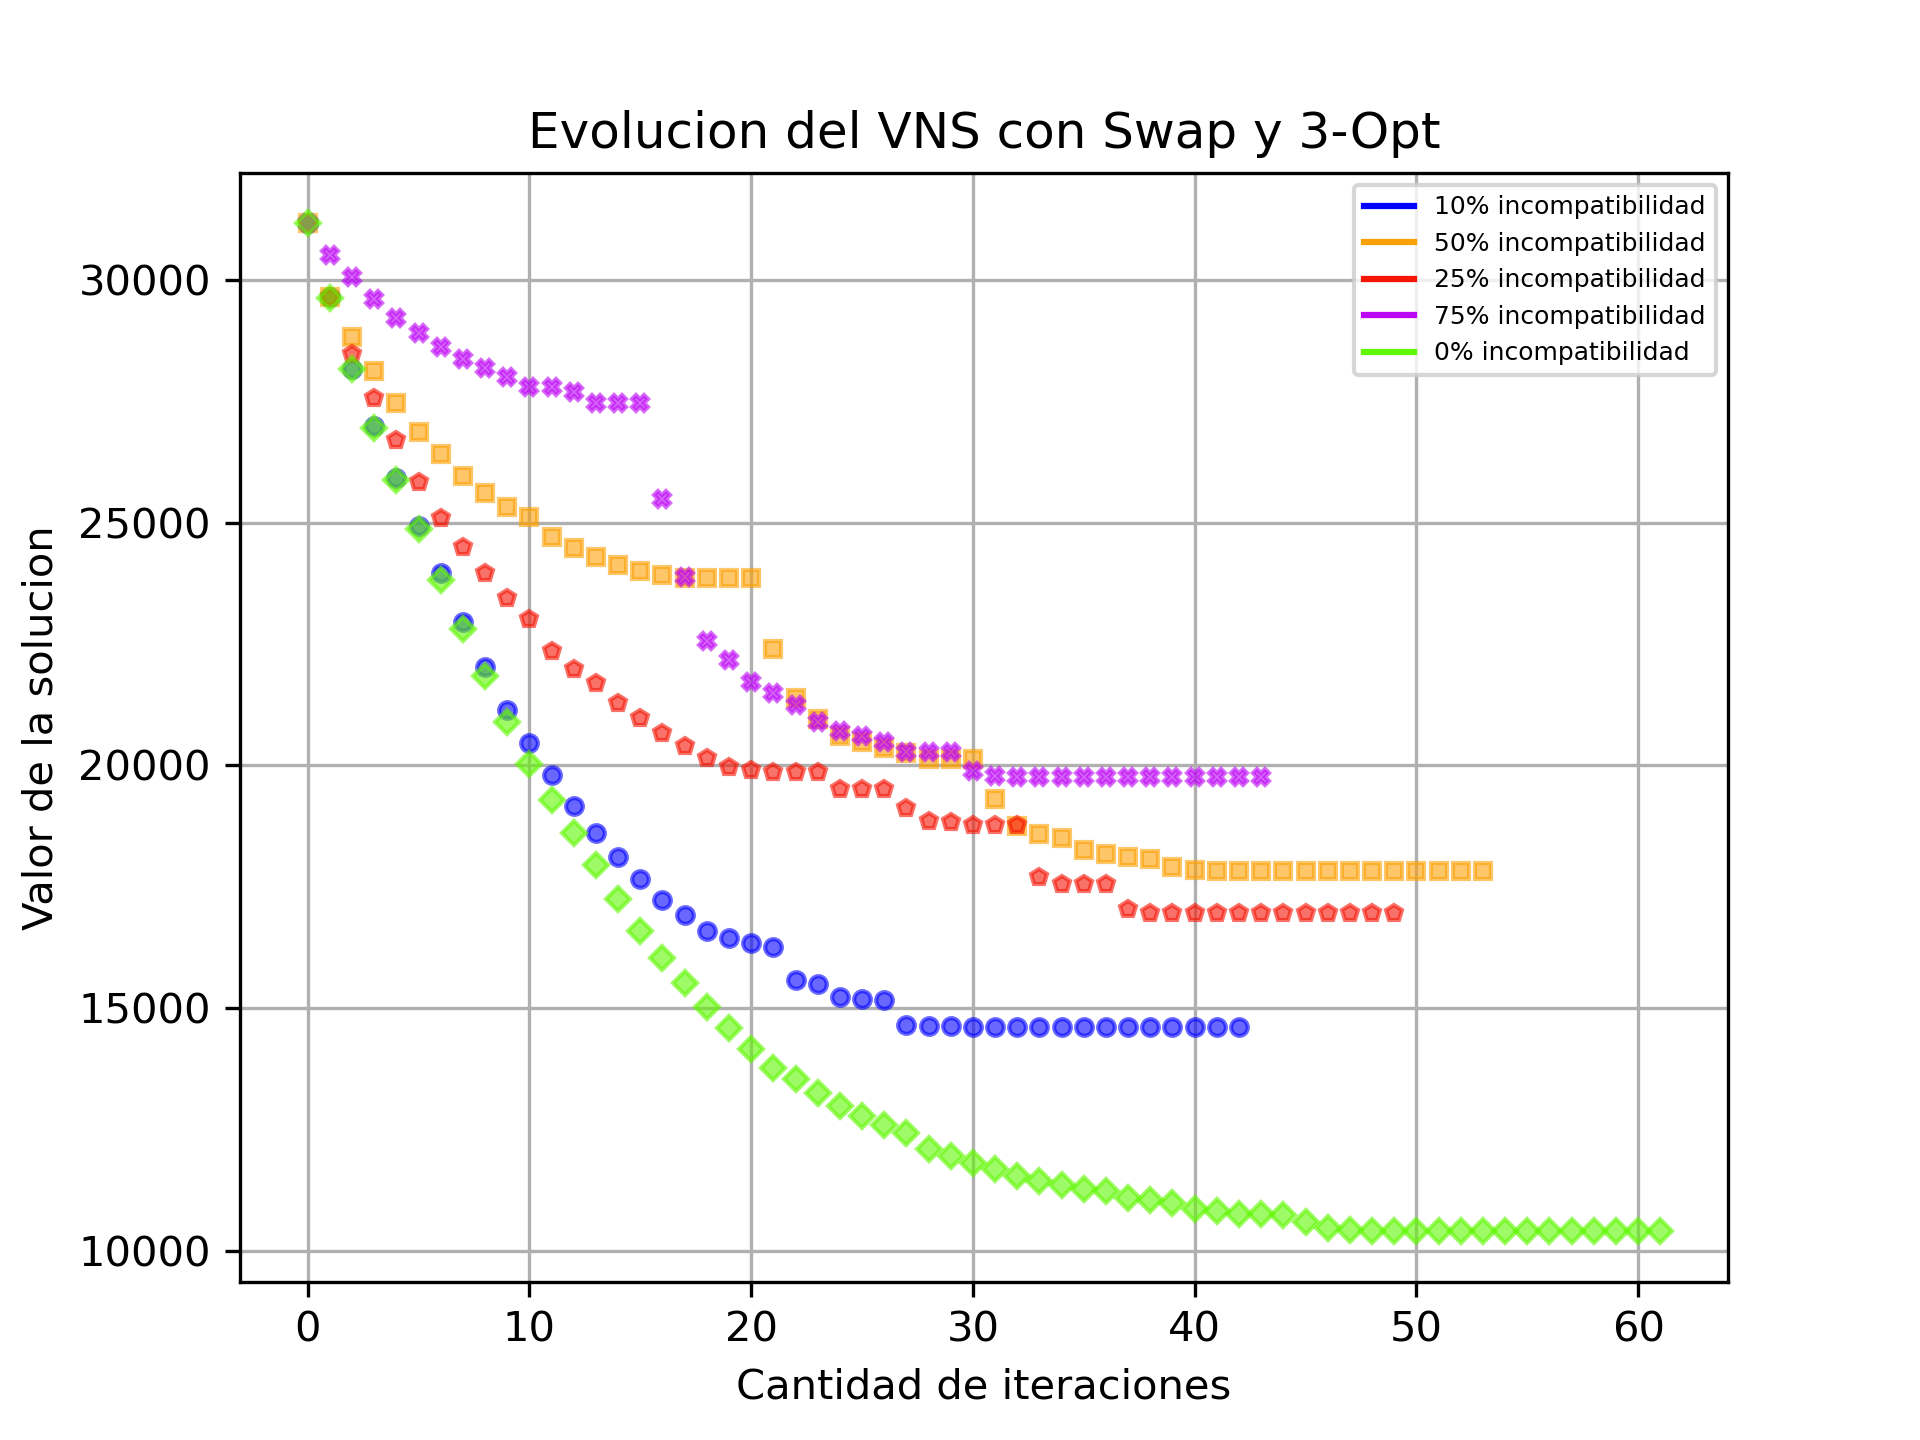 Evolucion del VNS con Swap y 3-Opt
10% incompatibilidad
50% incompatibilidad
25% incompatibilidad
75% incompatibilidad
0% incompatibilidad
Valor de la solucion
30000
25000
20000
15000
10000
0 10 20 30 40 50 60
Cantidad de iteraciones